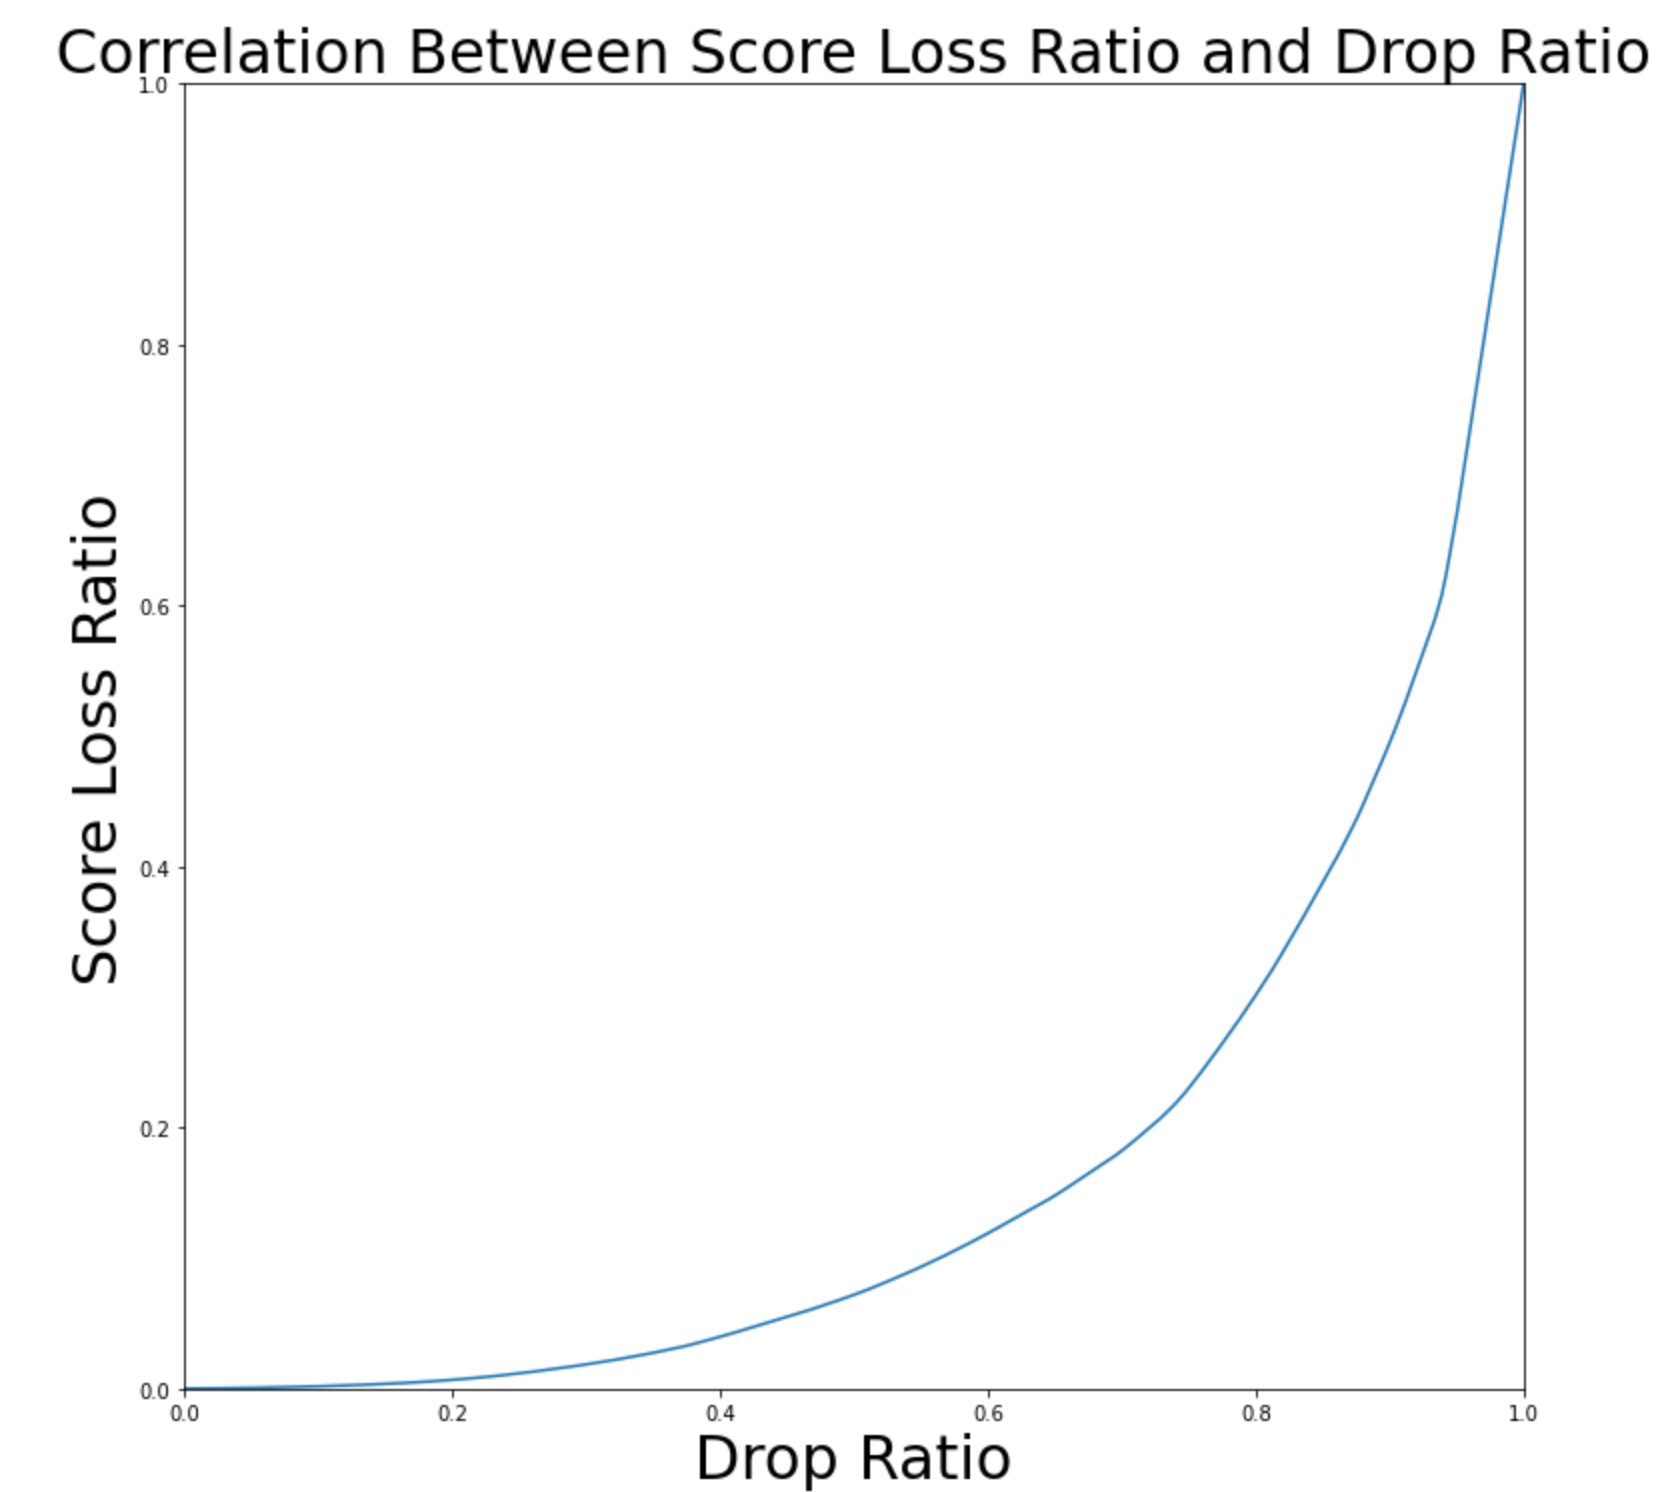 Correlation Between Score Loss Ratio and Drop Ratio
1.0
0.8
0.6
0.4
0.2
0.0
Score Loss Ratio
0.0 0.2 0.4 0.6 0.8 1.0
Drop Ratio